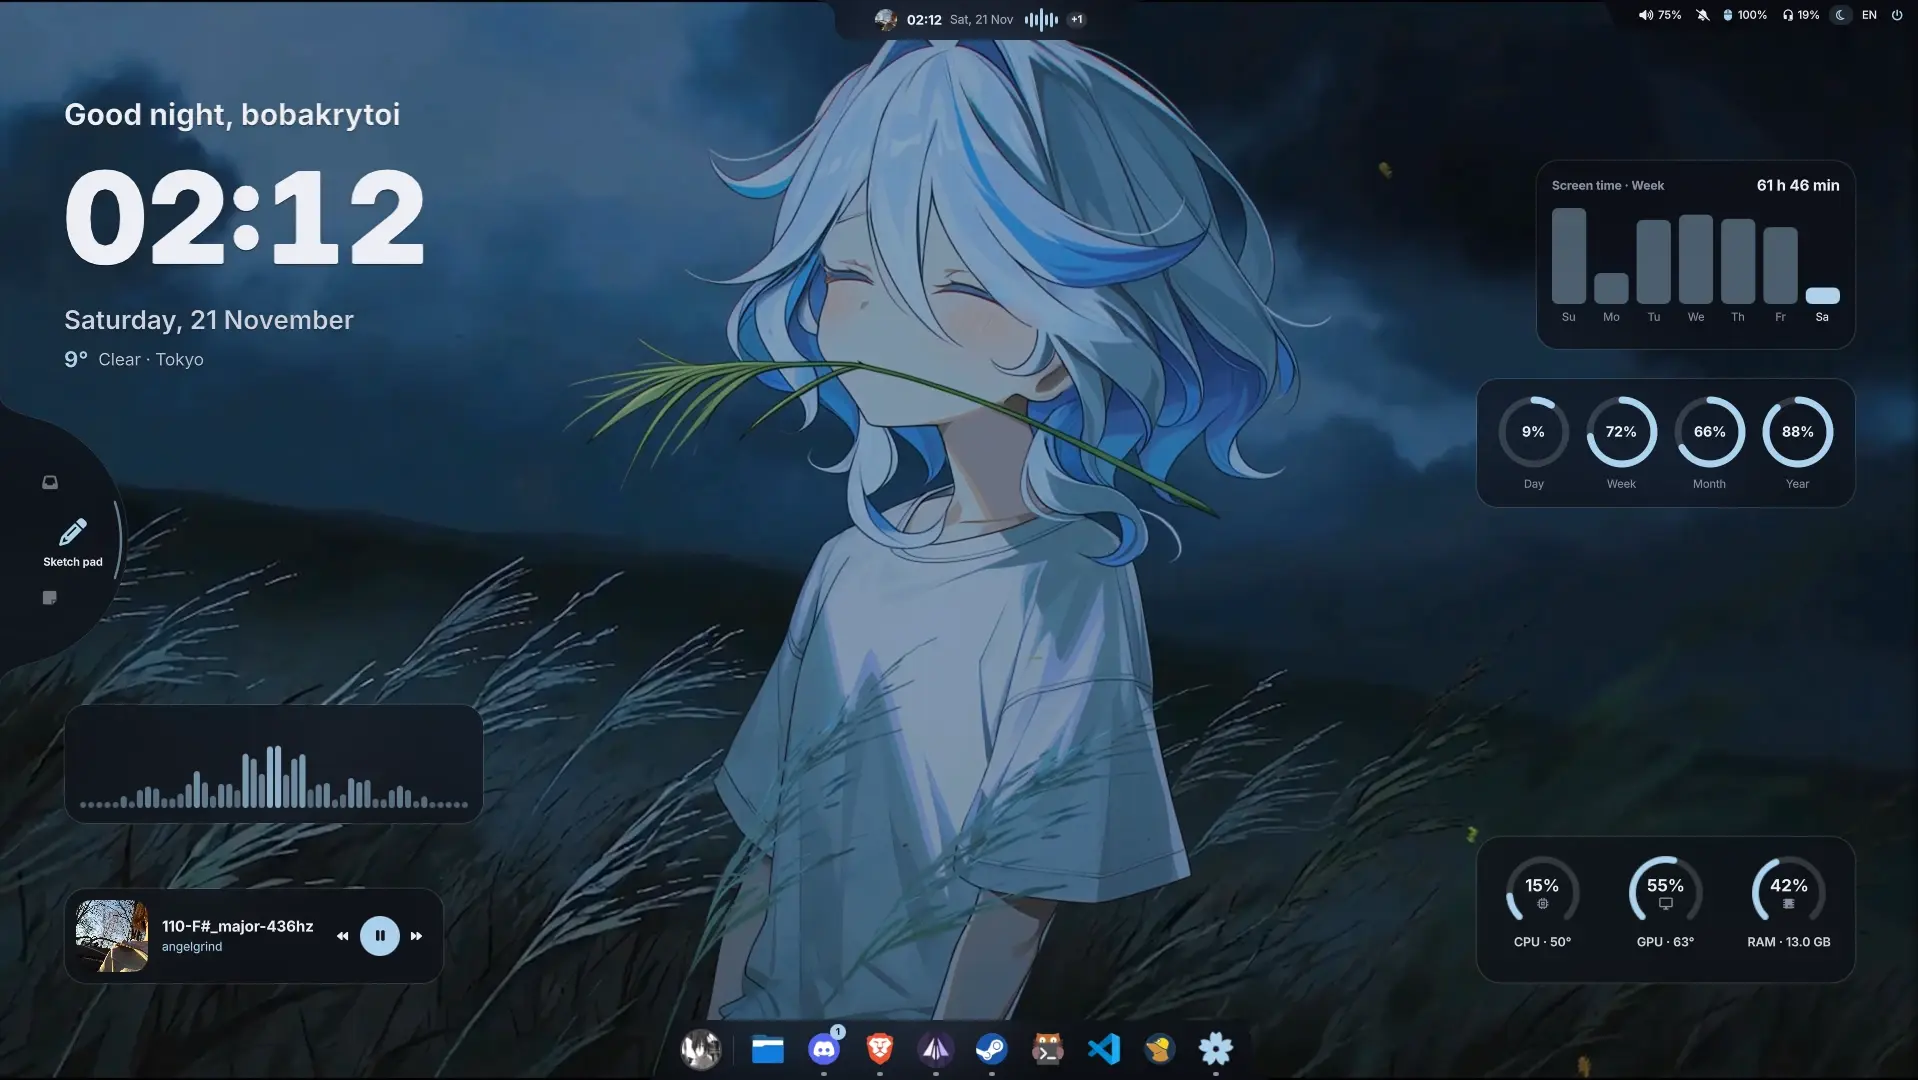 02:12 Sat, 21 Nov +1
75% 100% 19% EN
Good night, bobakrytoi
02:12
Saturday, 21 November
9° Clear · Tokyo
Screen time · Week 61 h 46 min
Su Mo Tu We Th Fr Sa
9% 72% 66% 88%
Day Week Month Year
Sketch pad
110-F#_major-436hz
angelgrind
15% 55% 42%
CPU · 50° GPU · 63° RAM · 13.0 GB
1